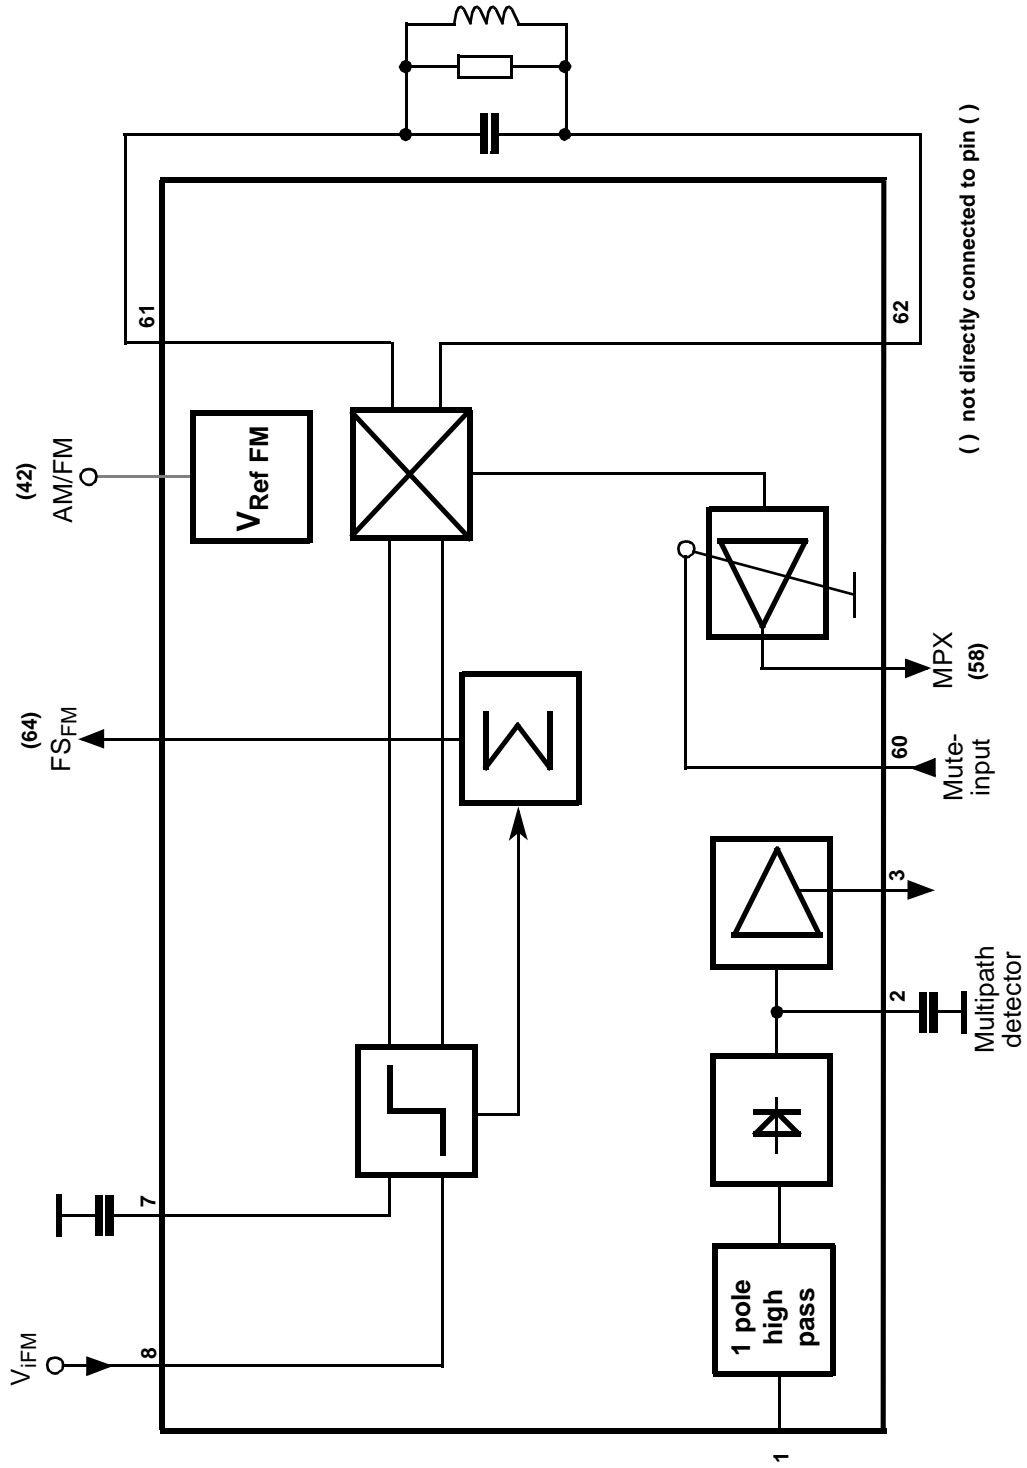 V_iFM
8
7
(64)
FS_FM
(42)
AM/FM
61
V_Ref FM
1
1 pole
high
pass
2
Multipath
detector
3
60
Mute-
input
MPX
(58)
62
( ) not directly connected to pin ( )